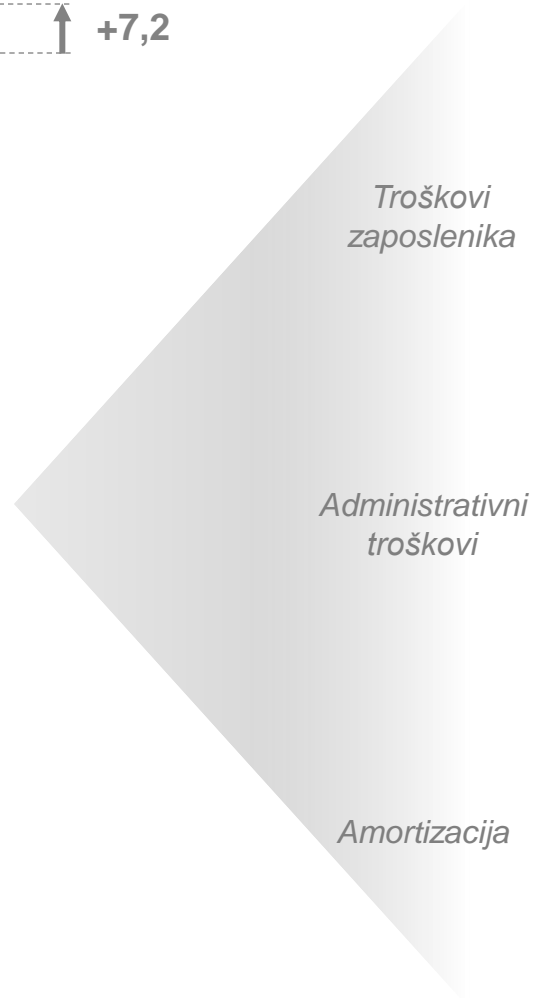 +7,2
Troškovi
zaposlenika
Administrativni
troškovi
Amortizacija